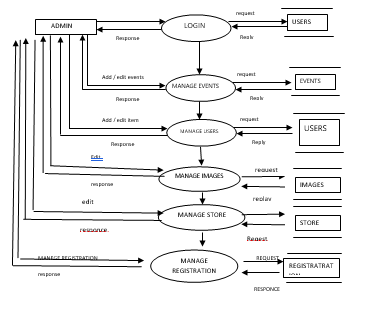 ADMIN
LOGIN
request
USERS
Response
Reply
Add / edit events
MANAGE EVENTS
request
EVENTS
Response
Reply
Add / edit item
MANAGE USERS
request
USERS
Response
Reply
Edit
MANAGE IMAGES
request
IMAGES
response
edit
MANAGE STORE
replay
STORE
response
Reqest
MANAGE REGISTRATION
MANAGE
REGISTRATION
REQUEST
REGISTRATRAT
response
RESPONCE